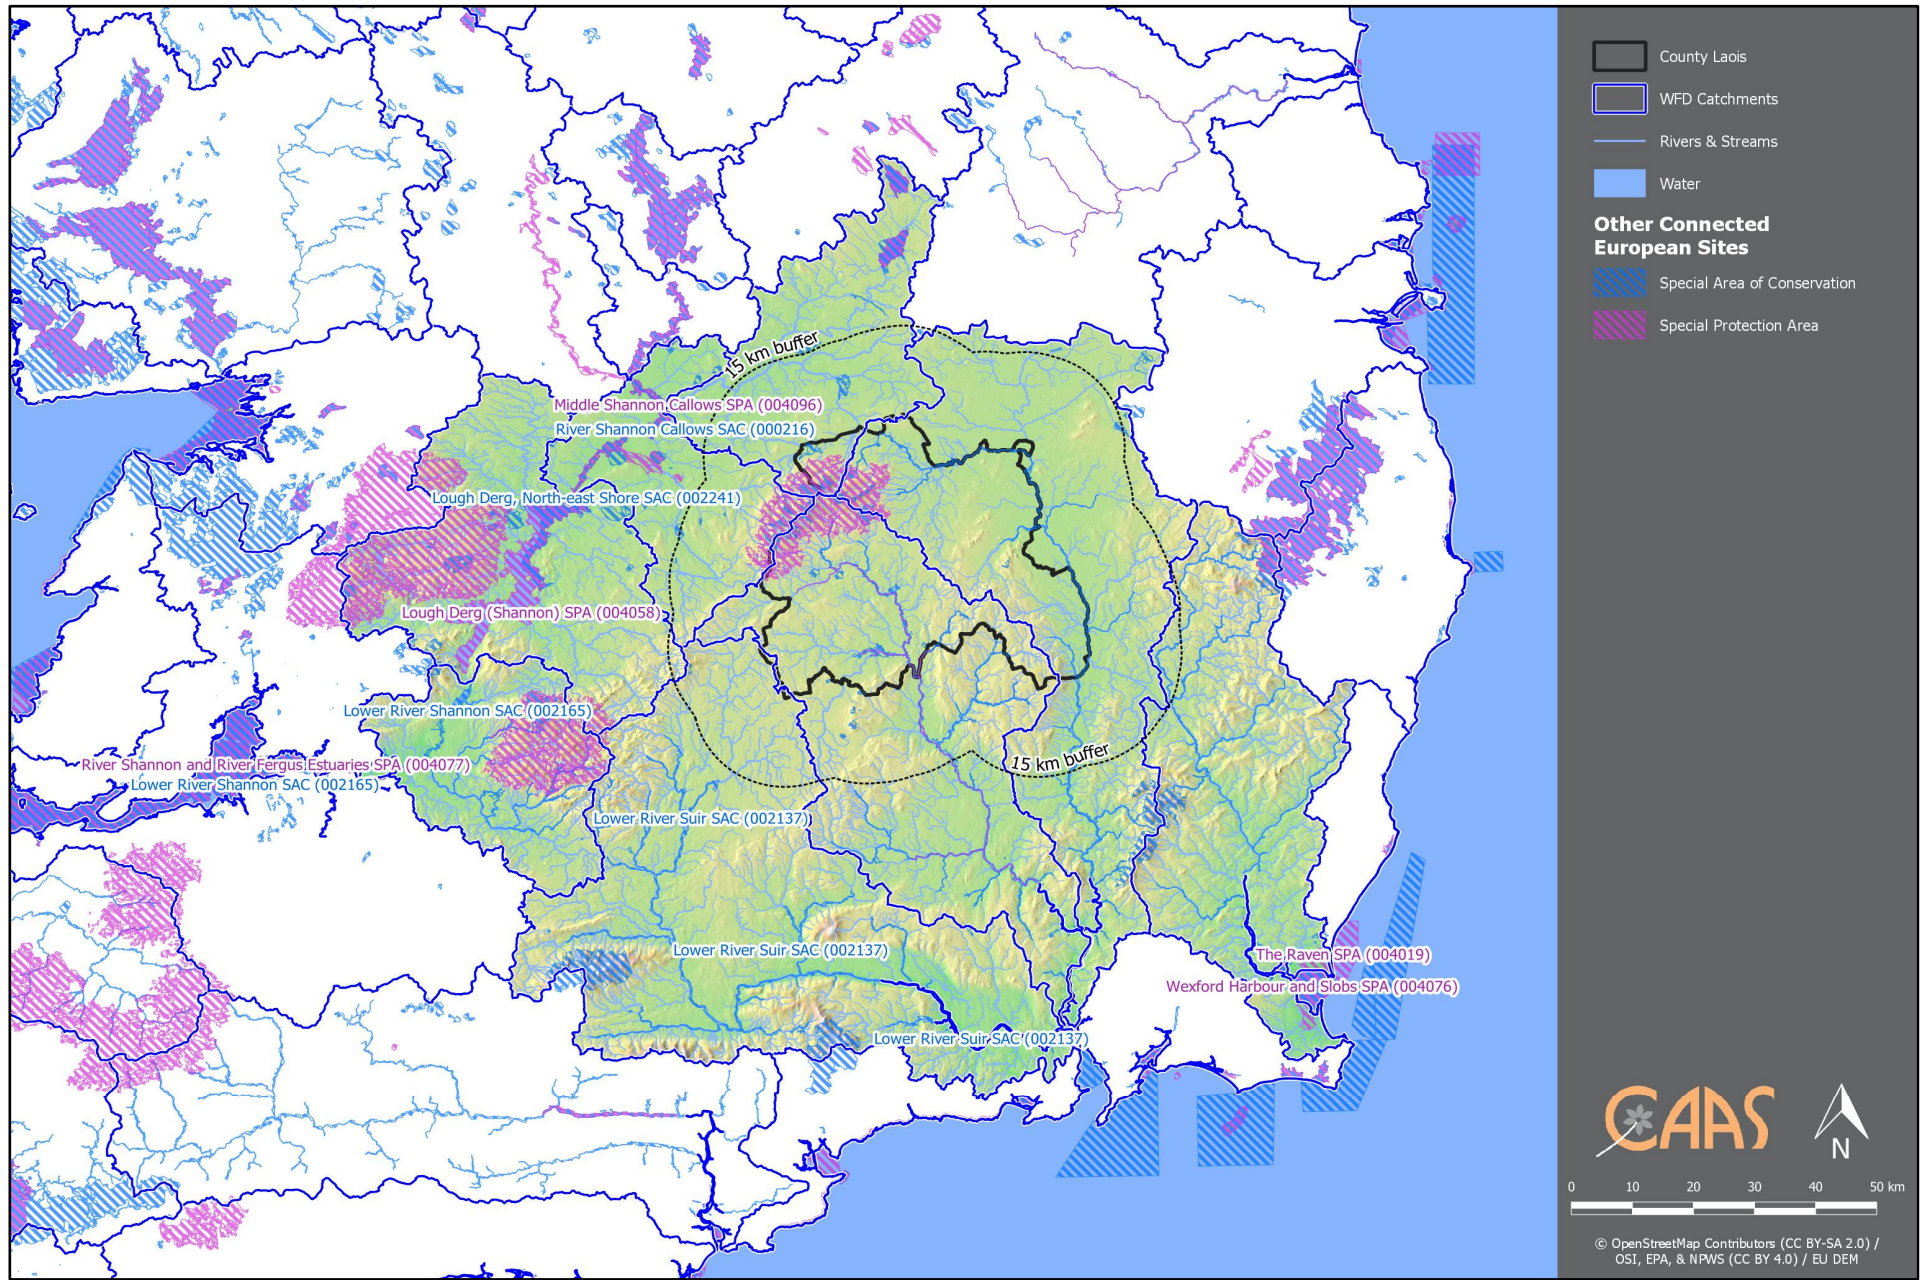 15 km buffer
Middle Shannon Callows SPA (004096)
River Shannon Callows SAC (000216)
Lough Derg, North-east Shore SAC (002241)
Lough Derg (Shannon) SPA (004058)
Lower River Shannon SAC (002165)
River Shannon and River Fergus Estuaries SPA (004077)
Lower River Shannon SAC (002165)
15 km buffer
Lower River Suir SAC (002137)
Lower River Suir SAC (002137)
The Raven SPA (004019)
Wexford Harbour and Slobs SPA (004076)
Lower River Suir SAC (002137)
County Laois
WFD Catchments
Rivers & Streams
Water
Other Connected
European Sites
Special Area of Conservation
Special Protection Area
CAAS
N
0 10 20 30 40 50 km
© OpenStreetMap Contributors (CC BY-SA 2.0) /
OSI, EPA, & NPWS (CC BY 4.0) / EU DEM